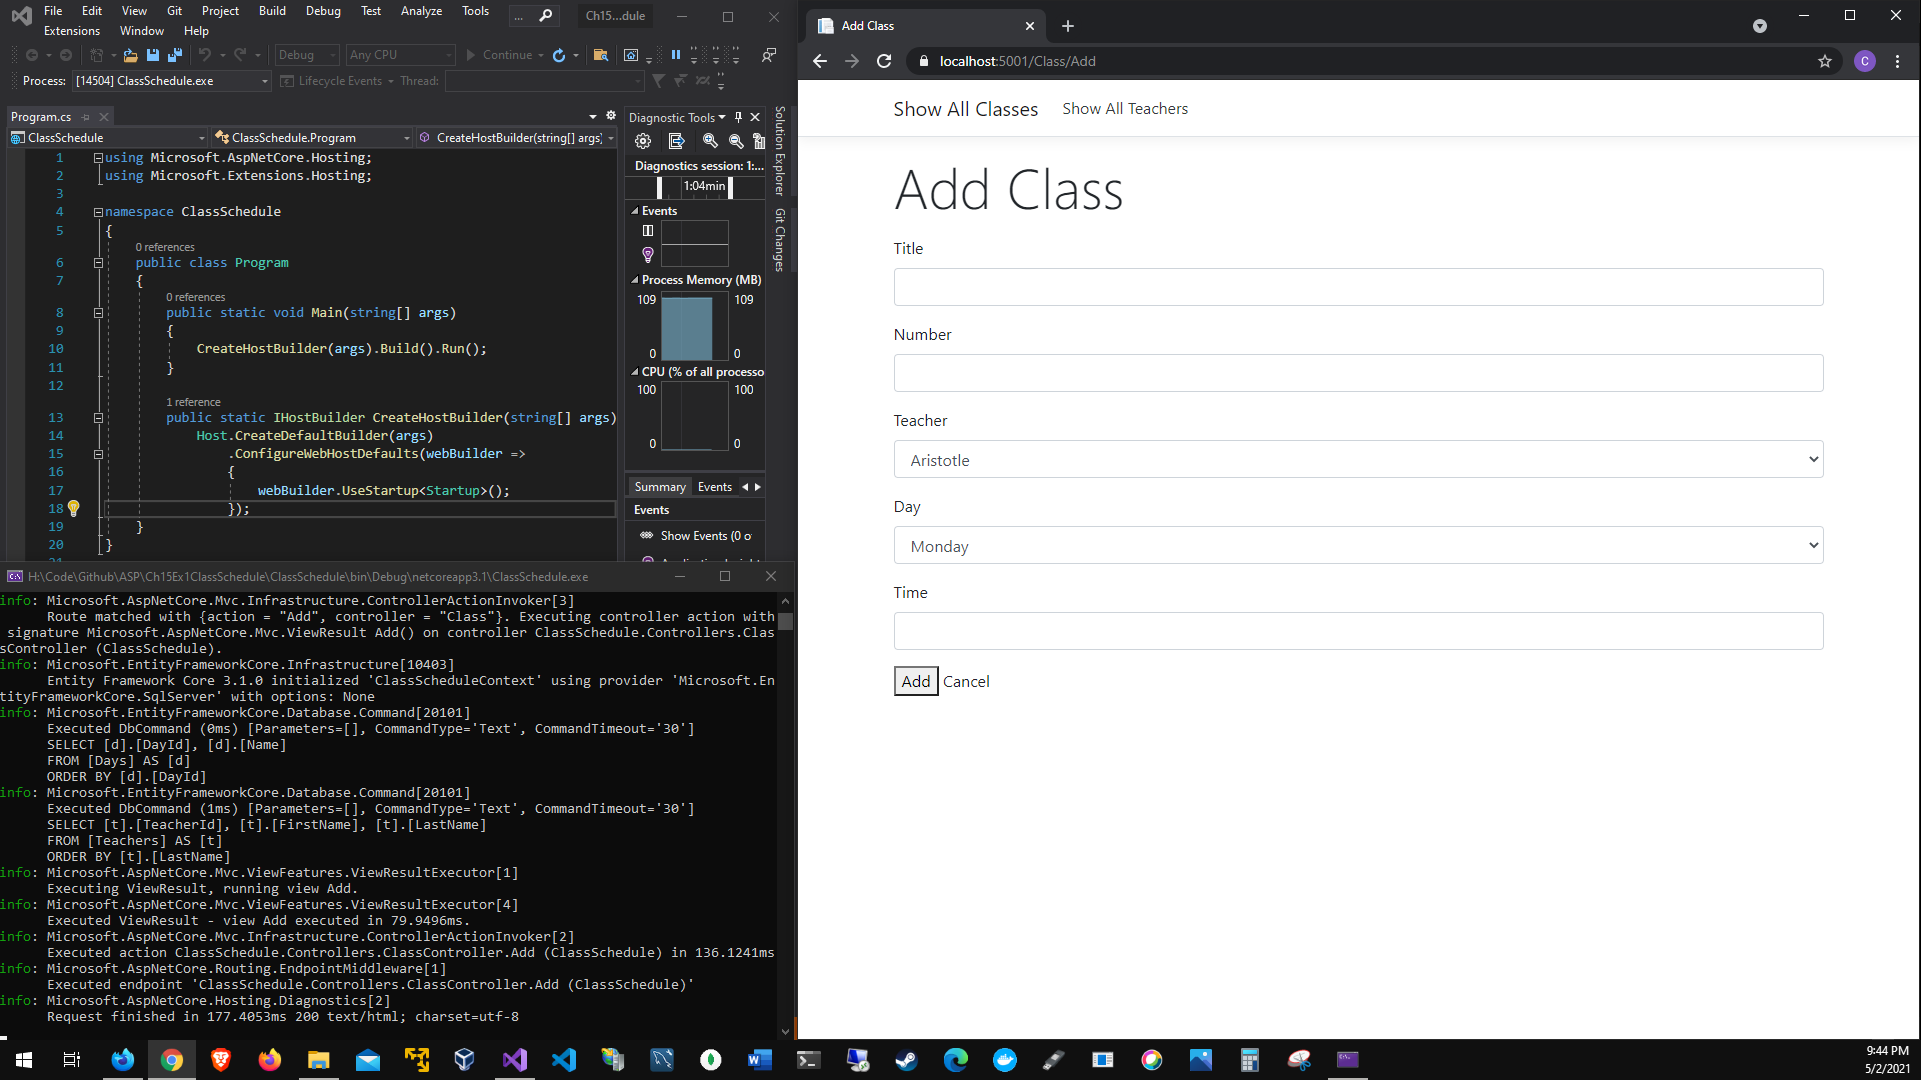 File Edit View Git Project Build Debug Test Analyze Tools ... Ch15...dule
Extensions Window Help
Debug Any CPU Continue
Process: [14504] ClassSchedule.exe Lifecycle Events Thread:
Program.cs
ClassSchedule ClassSchedule.Program CreateHostBuilder(string[] args)
1 using Microsoft.AspNetCore.Hosting;
2 using Microsoft.Extensions.Hosting;
3
4 namespace ClassSchedule
5 {
0 references
6 public class Program
7 {
0 references
8 public static void Main(string[] args)
9 {
10 CreateHostBuilder(args).Build().Run();
11 }
12
1 reference
13 public static IHostBuilder CreateHostBuilder(string[] args)
14 Host.CreateDefaultBuilder(args)
15 .ConfigureWebHostDefaults(webBuilder =>
16 {
17 webBuilder.UseStartup<Startup>();
18 });
19 }
20 }
Diagnostic Tools
Diagnostics session: 1:...
1:04min
Events
Process Memory (MB)
109 109
0 0
CPU (% of all processo
100 100
0 0
Summary Events
Events
Show Events (0 o
Solution Explorer
Git Changes
H:\Code\Github\ASP\Ch15Ex1ClassSchedule\ClassSchedule\bin\Debug\netcoreapp3.1\ClassSchedule.exe
info: Microsoft.AspNetCore.Mvc.Infrastructure.ControllerActionInvoker[3]
Route matched with {action = "Add", controller = "Class"}. Executing controller action with
signature Microsoft.AspNetCore.Mvc.ViewResult Add() on controller ClassSchedule.Controllers.Clas
sController (ClassSchedule).
info: Microsoft.EntityFrameworkCore.Infrastructure[10403]
Entity Framework Core 3.1.0 initialized 'ClassScheduleContext' using provider 'Microsoft.En
tityFrameworkCore.SqlServer' with options: None
info: Microsoft.EntityFrameworkCore.Database.Command[20101]
Executed DbCommand (0ms) [Parameters=[], CommandType='Text', CommandTimeout='30']
SELECT [d].[DayId], [d].[Name]
FROM [Days] AS [d]
ORDER BY [d].[DayId]
info: Microsoft.EntityFrameworkCore.Database.Command[20101]
Executed DbCommand (1ms) [Parameters=[], CommandType='Text', CommandTimeout='30']
SELECT [t].[TeacherId], [t].[FirstName], [t].[LastName]
FROM [Teachers] AS [t]
ORDER BY [t].[LastName]
info: Microsoft.AspNetCore.Mvc.ViewFeatures.ViewResultExecutor[1]
Executing ViewResult, running view Add.
info: Microsoft.AspNetCore.Mvc.ViewFeatures.ViewResultExecutor[4]
Executed ViewResult - view Add executed in 79.9496ms.
info: Microsoft.AspNetCore.Mvc.Infrastructure.ControllerActionInvoker[2]
Executed action ClassSchedule.Controllers.ClassController.Add (ClassSchedule) in 136.1241ms
info: Microsoft.AspNetCore.Routing.EndpointMiddleware[1]
Executed endpoint 'ClassSchedule.Controllers.ClassController.Add (ClassSchedule)'
info: Microsoft.AspNetCore.Hosting.Diagnostics[2]
Request finished in 177.4053ms 200 text/html; charset=utf-8
Add Class
localhost:5001/Class/Add C
Show All Classes Show All Teachers
Add Class
Title
Number
Teacher
Aristotle
Day
Monday
Time
Add Cancel
9:44 PM
5/2/2021